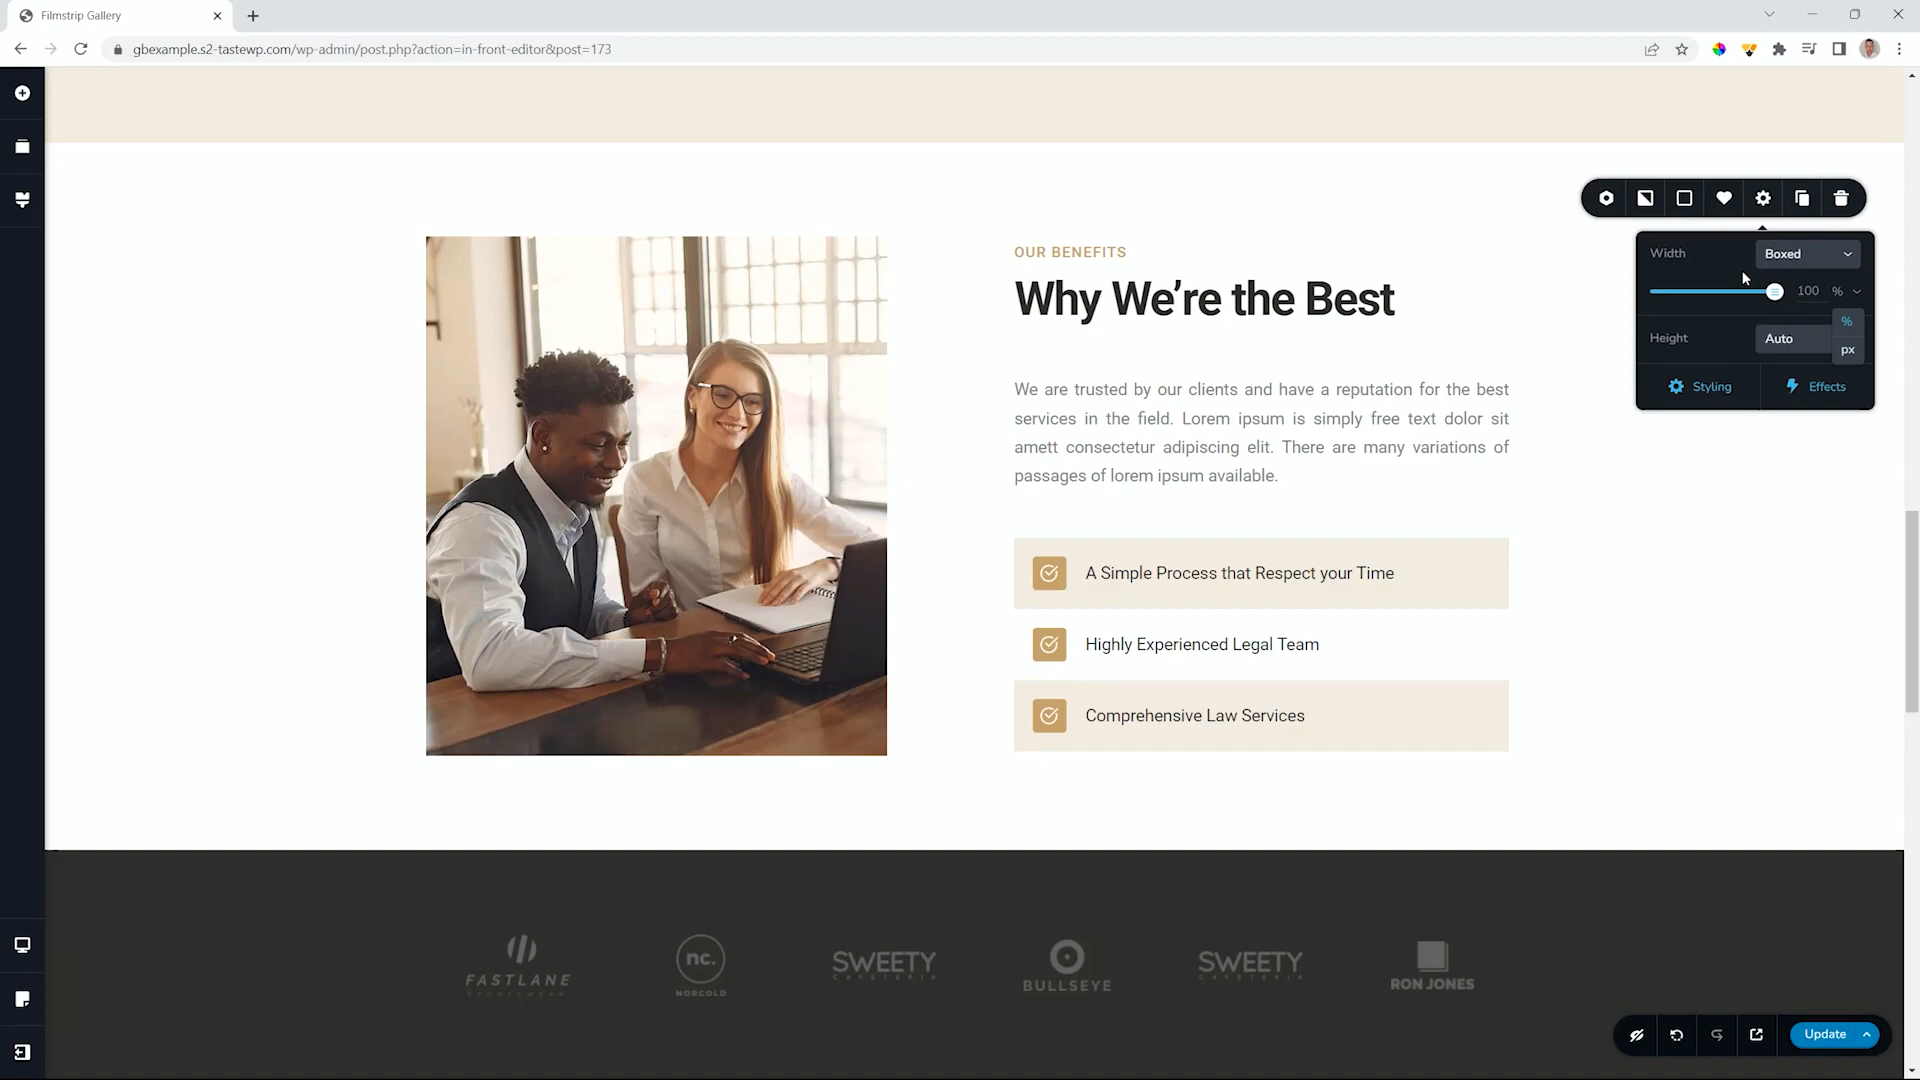 Filmstrip Gallery
gbexample.s2-tastewp.com/wp-admin/post.php?action=in-front-editor&post=173
Width
Boxed
100 %
%
Height
Auto
px
Styling
Effects
OUR BENEFITS
Why We’re the Best
We are trusted by our clients and have a reputation for the best
services in the field. Lorem ipsum is simply free text dolor sit
amett consectetur adipiscing elit. There are many variations of
passages of lorem ipsum available.
A Simple Process that Respect your Time
Highly Experienced Legal Team
Comprehensive Law Services
FASTLANE
SPORTSWEAR
nc.
NORCOLD
SWEETY
CAFETERIA
BULLSEYE
SWEETY
CAFETERIA
RON JONES
Update